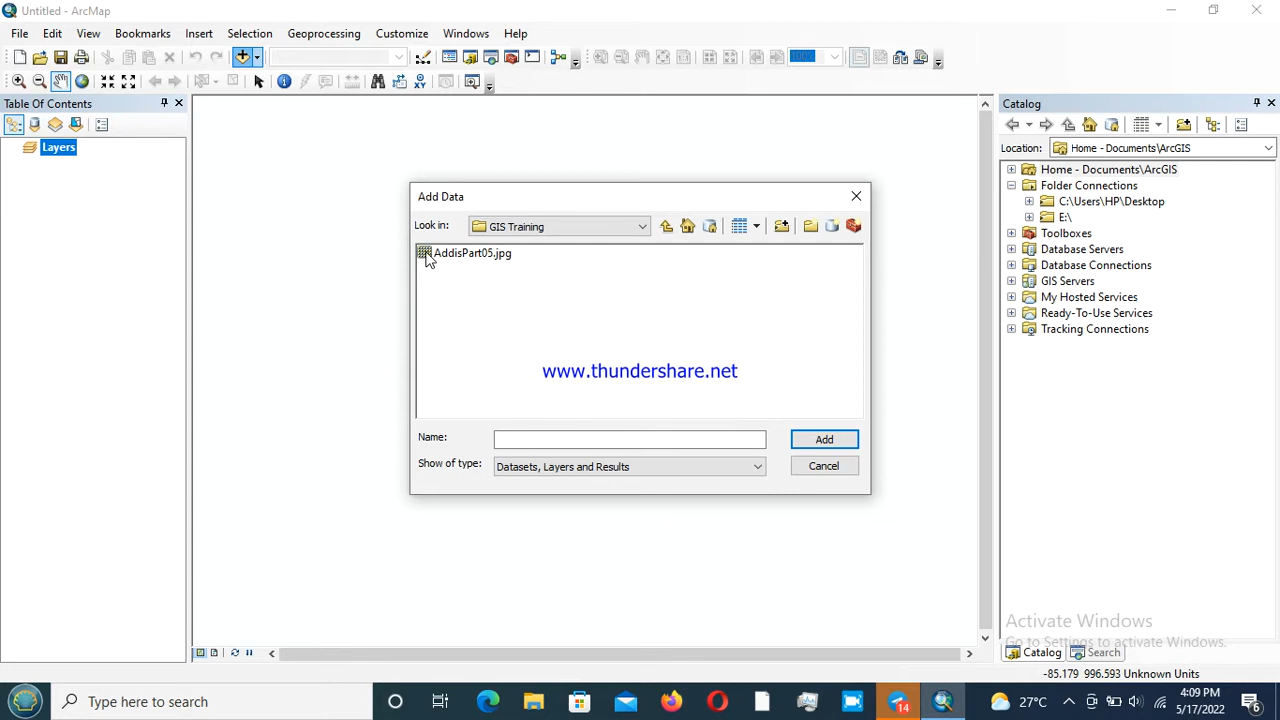 Untitled - ArcMap
File Edit View Bookmarks Insert Selection Geoprocessing Customize Windows Help
100%
Table Of Contents
Layers
Add Data
Look in: GIS Training
AddisPart05.jpg
www.thundershare.net
Name: Add
Show of type: Datasets, Layers and Results Cancel
Catalog
Location: Home - Documents\ArcGIS
Home - Documents\ArcGIS
Folder Connections
C:\Users\HP\Desktop
E:\
Toolboxes
Database Servers
Database Connections
GIS Servers
My Hosted Services
Ready-To-Use Services
Tracking Connections
Activate Windows
Go to Settings to activate Windows.
Catalog Search
-85.179 996.593 Unknown Units
Type here to search
14
27°C
4:09 PM
5/17/2022
6